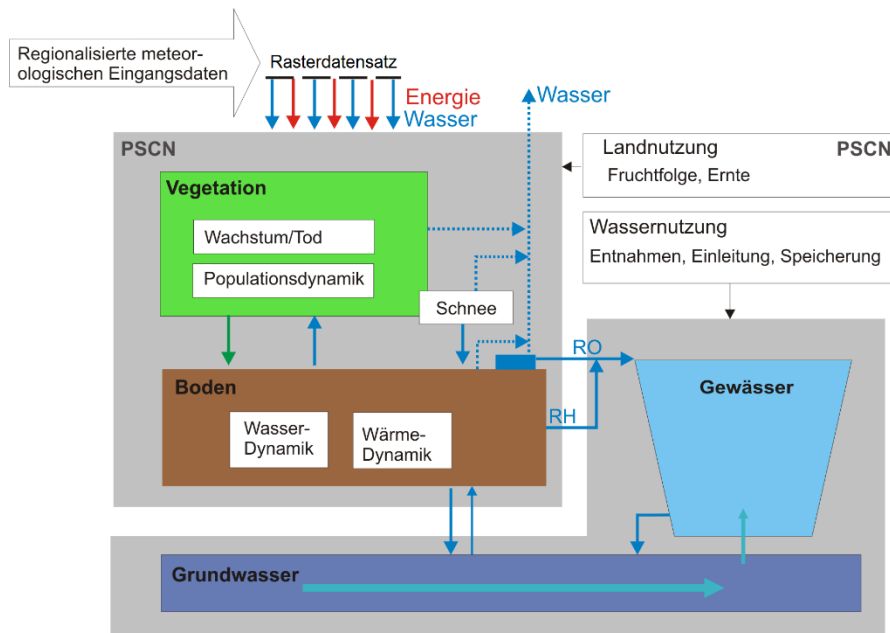 Regionalisierte meteor-
ologischen Eingangsdaten
Rasterdatensatz
Energie
Wasser
Wasser
PSCN
Landnutzung
PSCN
Fruchtfolge, Ernte
Vegetation
Wachstum/Tod
Populationsdynamik
Wassernutzung
Entnahmen, Einleitung, Speicherung
Schnee
RO
Boden
Gewässer
RH
Wasser-
Dynamik
Wärme-
Dynamik
Grundwasser